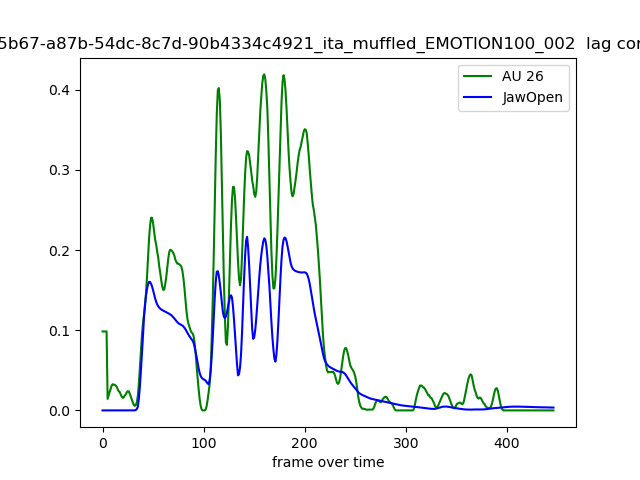 5b67-a87b-54dc-8c7d-90b4334c4921_ita_muffled_EMOTION100_002 lag cor
AU 26
JawOpen
0.4
0.3
0.2
0.1
0.0
0 100 200 300 400
frame over time